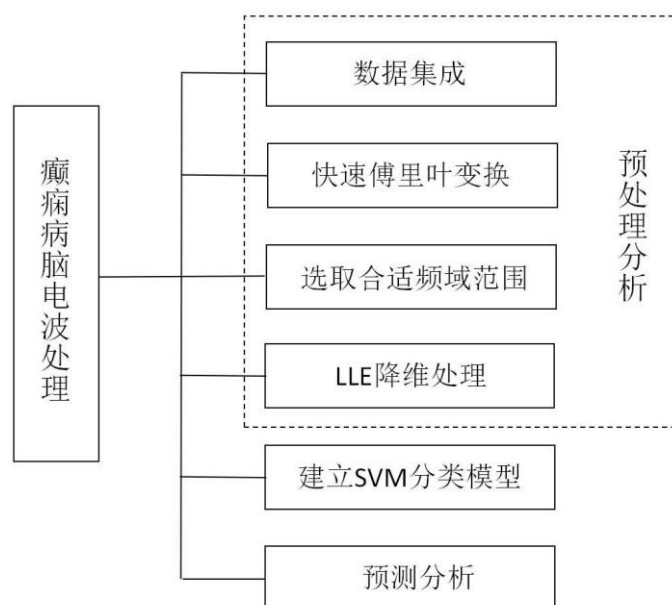 癫痫病脑电波处理
数据集成
快速傅里叶变换
选取合适频域范围
LLE降维处理
预处理分析
建立SVM分类模型
预测分析